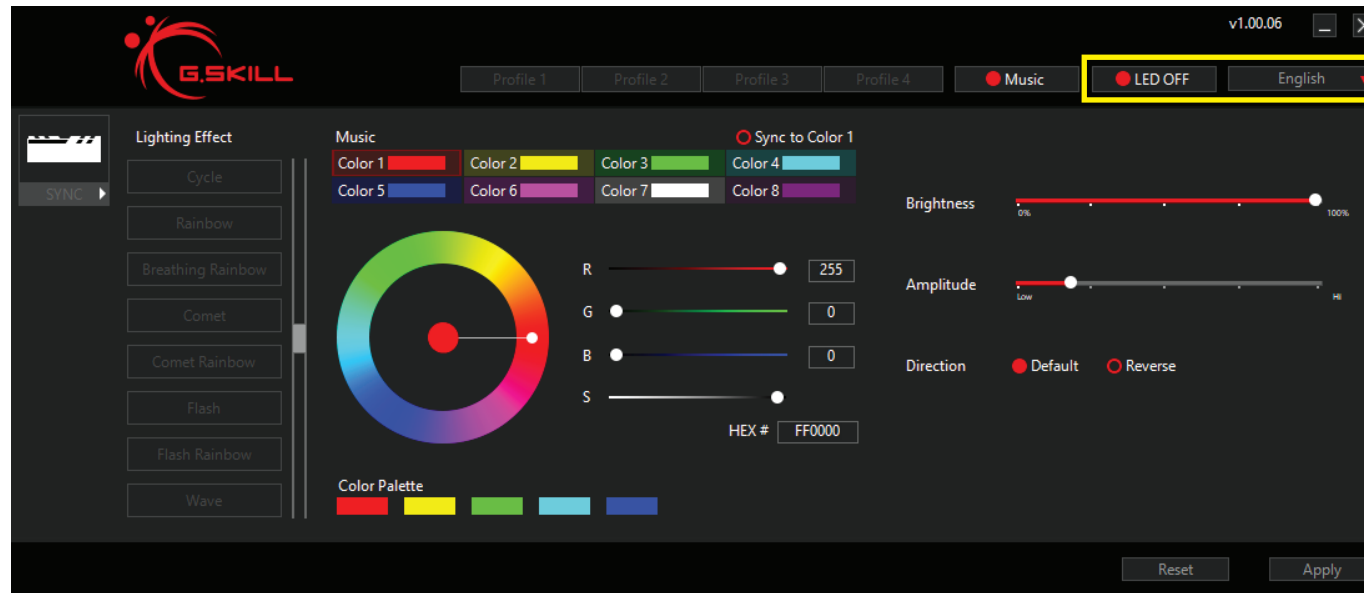 v1.00.06
G.SKILL
Profile 1 Profile 2 Profile 3 Profile 4 Music LED OFF English
Lighting Effect
Music Sync to Color 1
Color 1 Color 2 Color 3 Color 4
Color 5 Color 6 Color 7 Color 8
SYNC
Cycle
Rainbow
Breathing Rainbow
Comet
Comet Rainbow
Flash
Flash Rainbow
Wave
R 255
G 0
B 0
S
HEX # FF0000
Color Palette
Brightness
0% 100%
Amplitude
Low Hi
Direction Default Reverse
Reset Apply